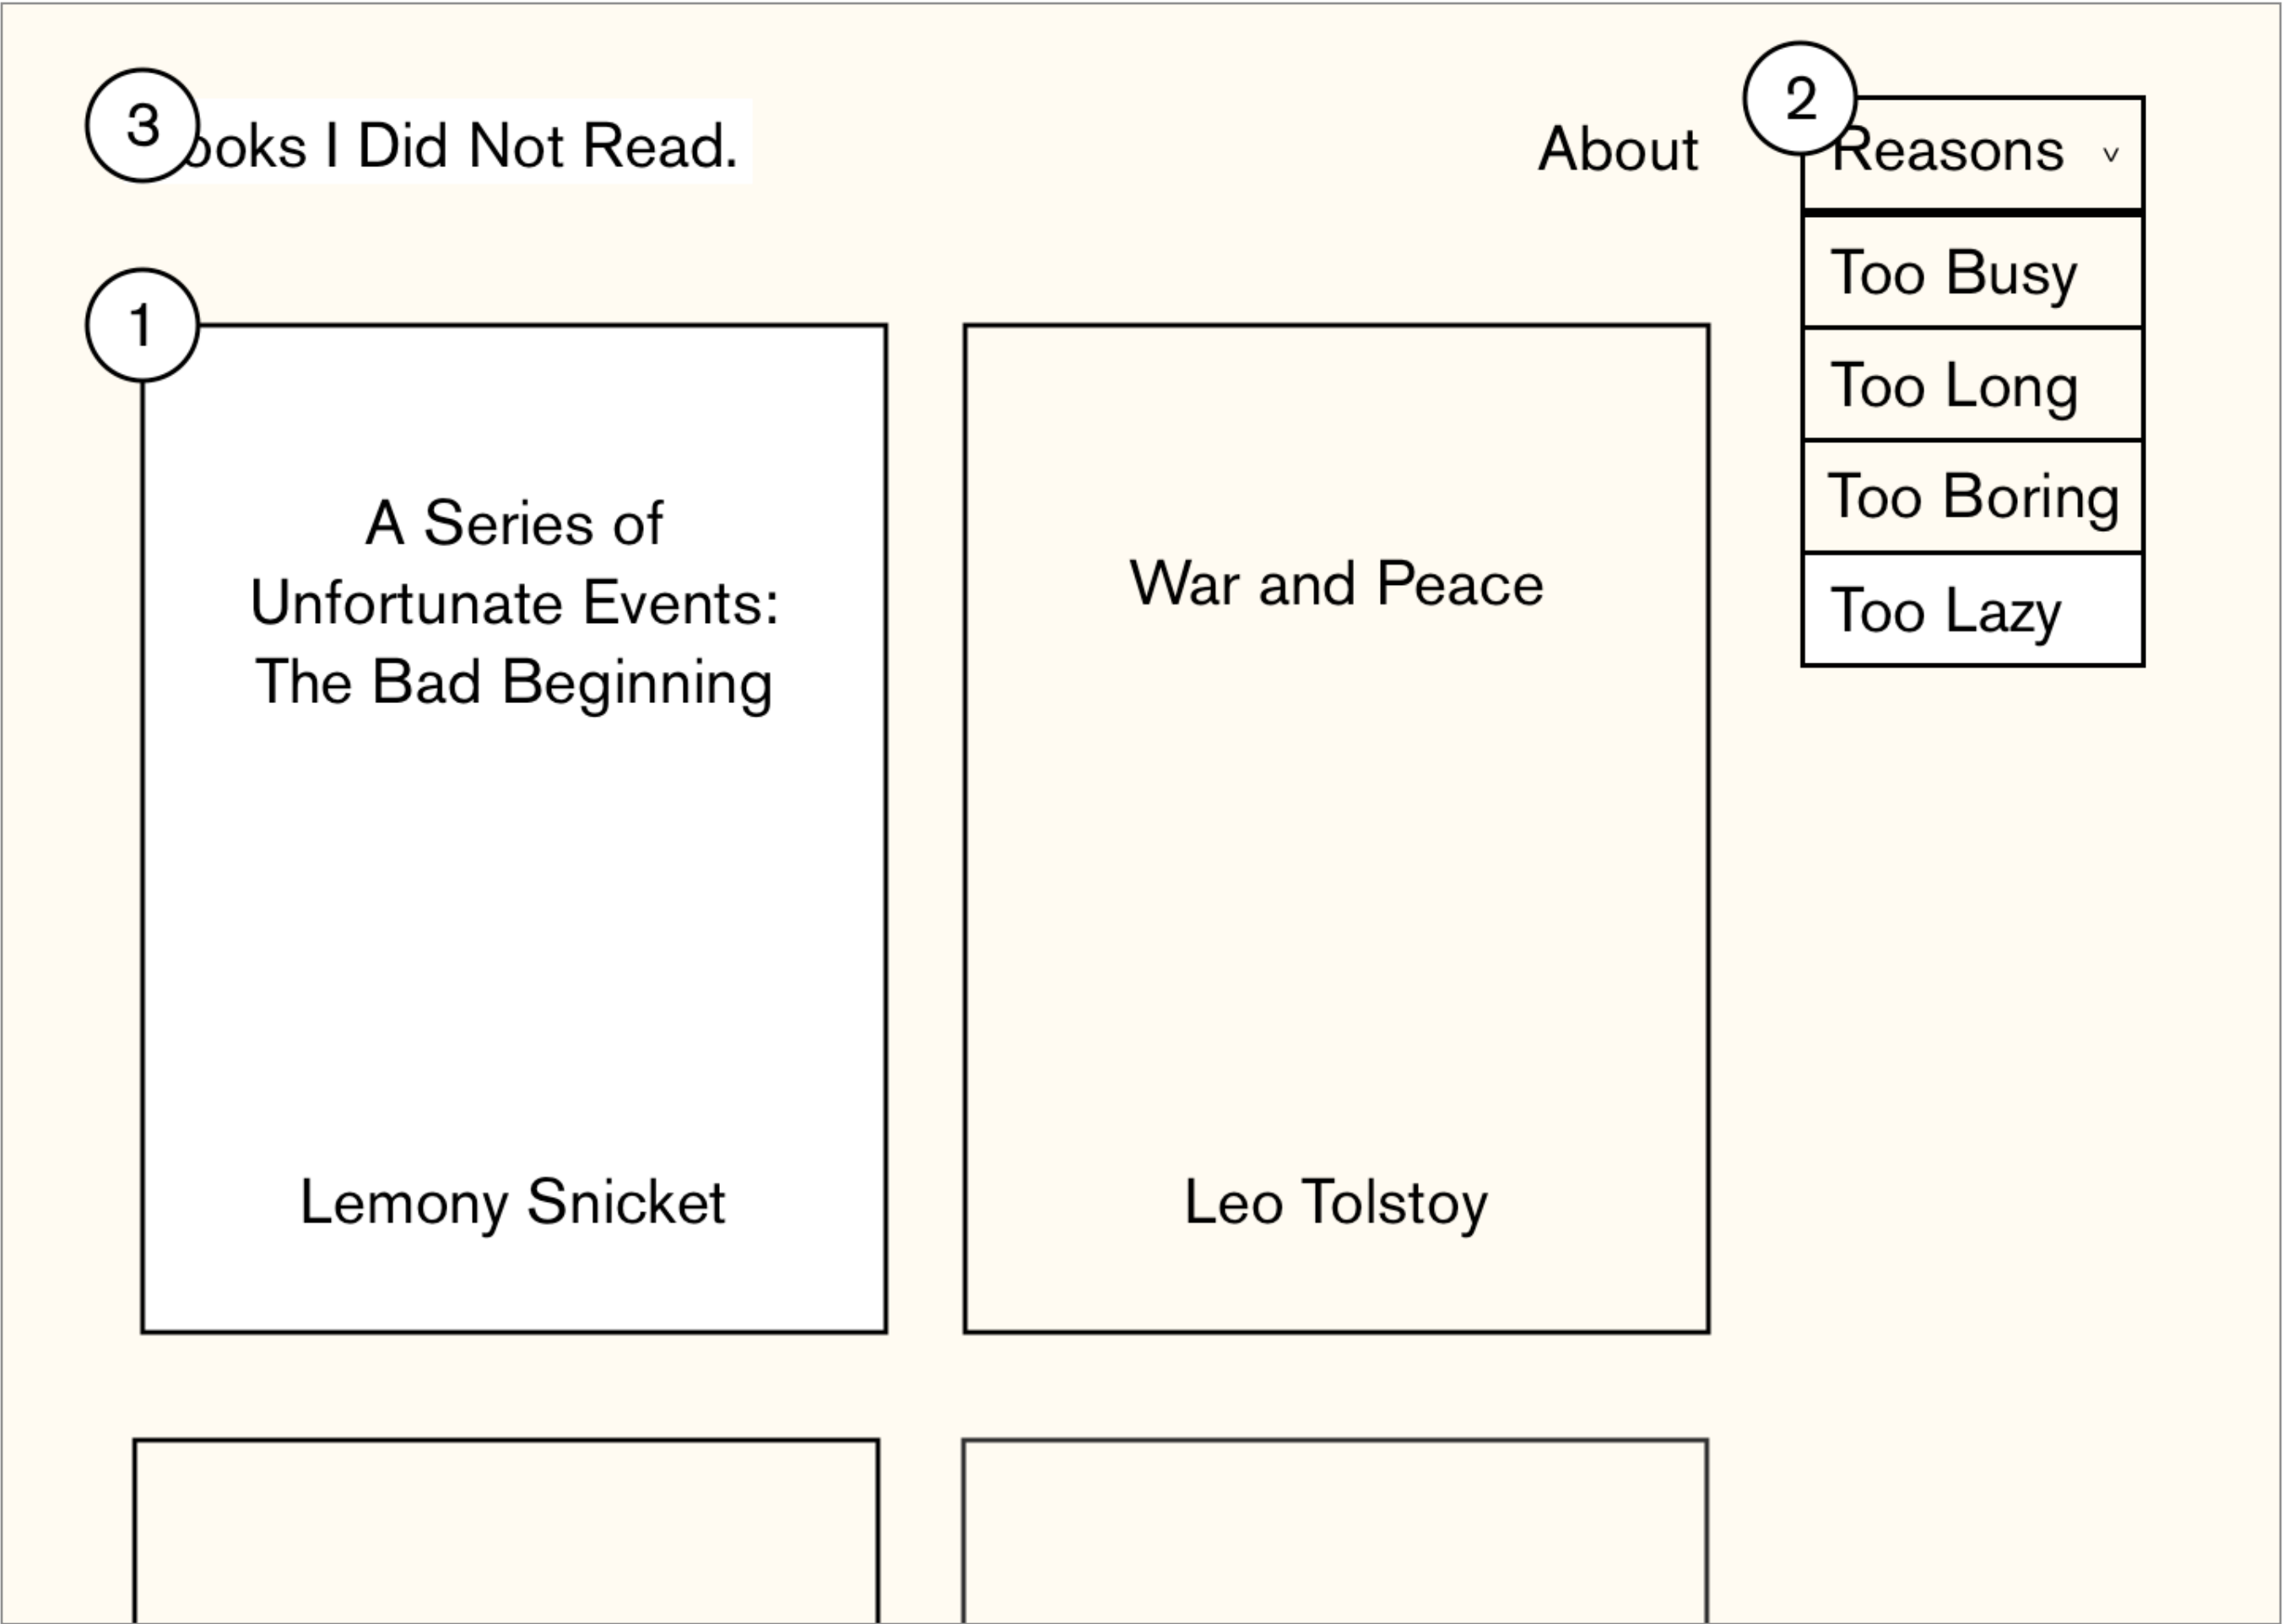 3
ooks I Did Not Read.
About
2
Reasons ˅
1
A Series of
Unfortunate Events:
The Bad Beginning
Lemony Snicket
War and Peace
Leo Tolstoy
Too Busy
Too Long
Too Boring
Too Lazy